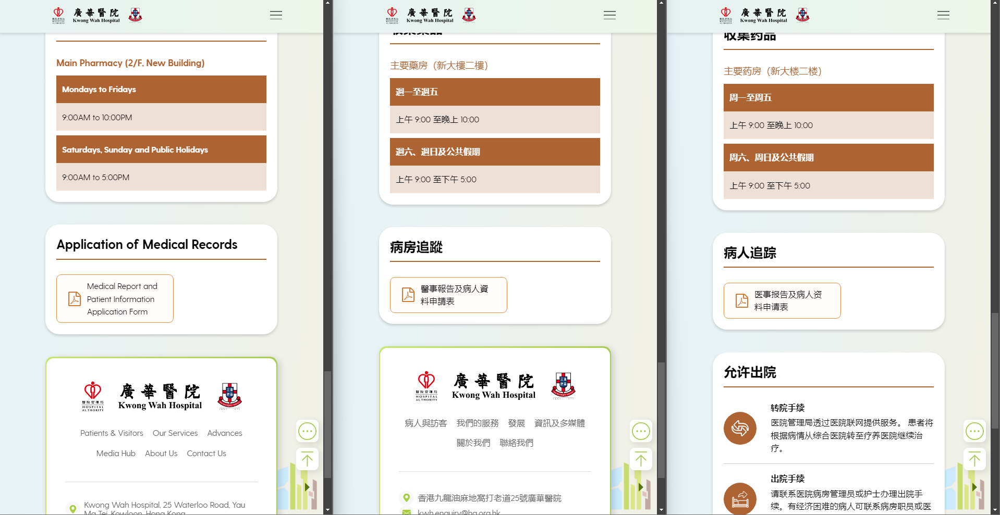 廣華醫院
Kwong Wah Hospital
HOSPITAL
AUTHORITY
Main Pharmacy (2/F, New Building)
Mondays to Fridays
9:00AM to 10:00PM
Saturdays, Sunday and Public Holidays
9:00AM to 5:00PM
Application of Medical Records
Medical Report and
Patient Information
Application Form
醫院管理局
HOSPITAL
AUTHORITY
廣華醫院
Kwong Wah Hospital
Patients & Visitors Our Services Advances
Media Hub About Us Contact Us
Kwong Wah Hospital, 25 Waterloo Road, Yau
Ma Tei, Kowloon, Hong Kong
廣華醫院
Kwong Wah Hospital
HOSPITAL
AUTHORITY
主要藥房（新大樓二樓）
週一至週五
上午 9:00 至晚上 10:00
週六、週日及公共假期
上午 9:00 至下午 5:00
病房追蹤
醫事報告及病人資
料申請表
醫院管理局
HOSPITAL
AUTHORITY
廣華醫院
Kwong Wah Hospital
病人與訪客 我們的服務 發展 資訊及多媒體
關於我們 聯絡我們
香港九龍油麻地窩打老道25號廣華醫院
kwh.enquiry@ha.org.hk
廣華醫院
Kwong Wah Hospital
HOSPITAL
AUTHORITY
收集药品
主要药房（新大楼二楼）
周一至周五
上午 9:00 至晚上 10:00
周六、周日及公共假期
上午 9:00 至下午 5:00
病人追踪
医事报告及病人资
料申请表
允许出院
转院手续
医院管理局透过医院联网提供服务。 患者将
根据病情从综合医院转至疗养医院继续治
疗。
出院手续
请联系医院病房管理员或护士办理出院手
续。有经济困难的病人可联系病房职员或医